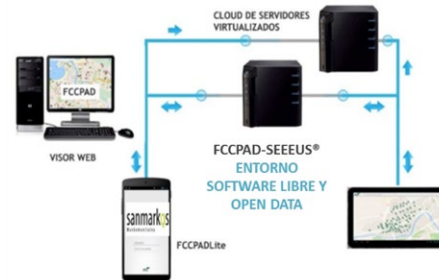 CLOUD DE SERVIDORES
VIRTUALIZADOS
FCCPAD
VISOR WEB
FCCPAD-SEEEUS®
ENTORNO
SOFTWARE LIBRE Y
OPEN DATA
sanmarkos
FCCPADLite